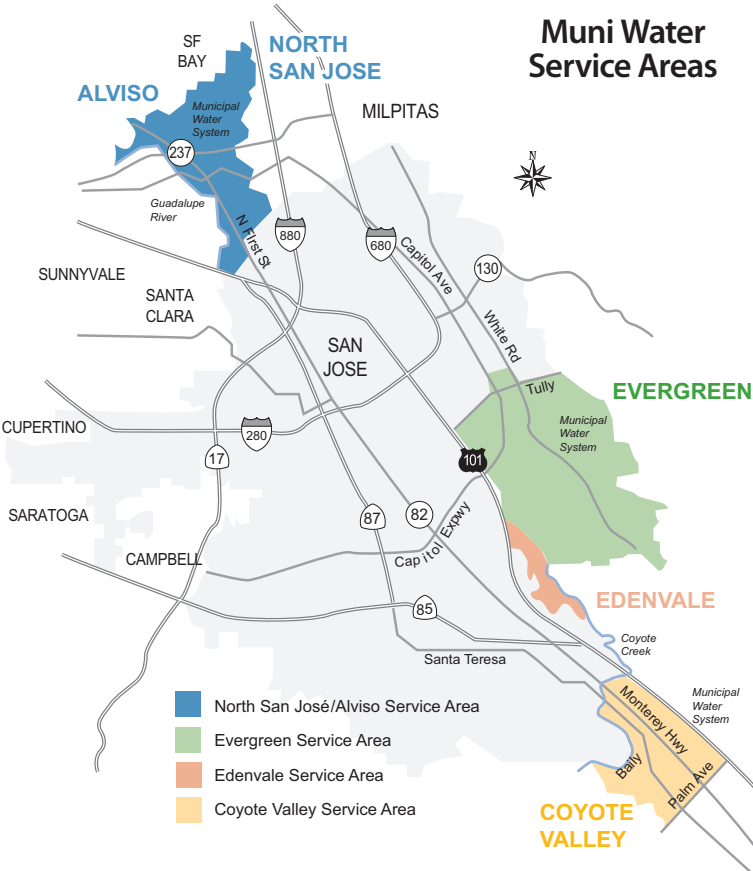 Muni Water
Service Areas
SF
BAY
NORTH
SAN JOSE
ALVISO
Municipal
Water
System
MILPITAS
237
N
Guadalupe
River
N FIrst St
880
680
Capitol Ave
130
SUNNYVALE
SANTA
CLARA
White Rd
SAN
JOSE
Tully
EVERGREEN
Municipal
Water
System
CUPERTINO
280
17
101
SARATOGA
87
82
Capitol Expwy
CAMPBELL
EDENVALE
85
Coyote
Creek
Santa Teresa
Municipal
Water
System
Monterey Hwy
Baily
Palm Ave
North San José/Alviso Service Area
Evergreen Service Area
Edenvale Service Area
Coyote Valley Service Area
COYOTE
VALLEY